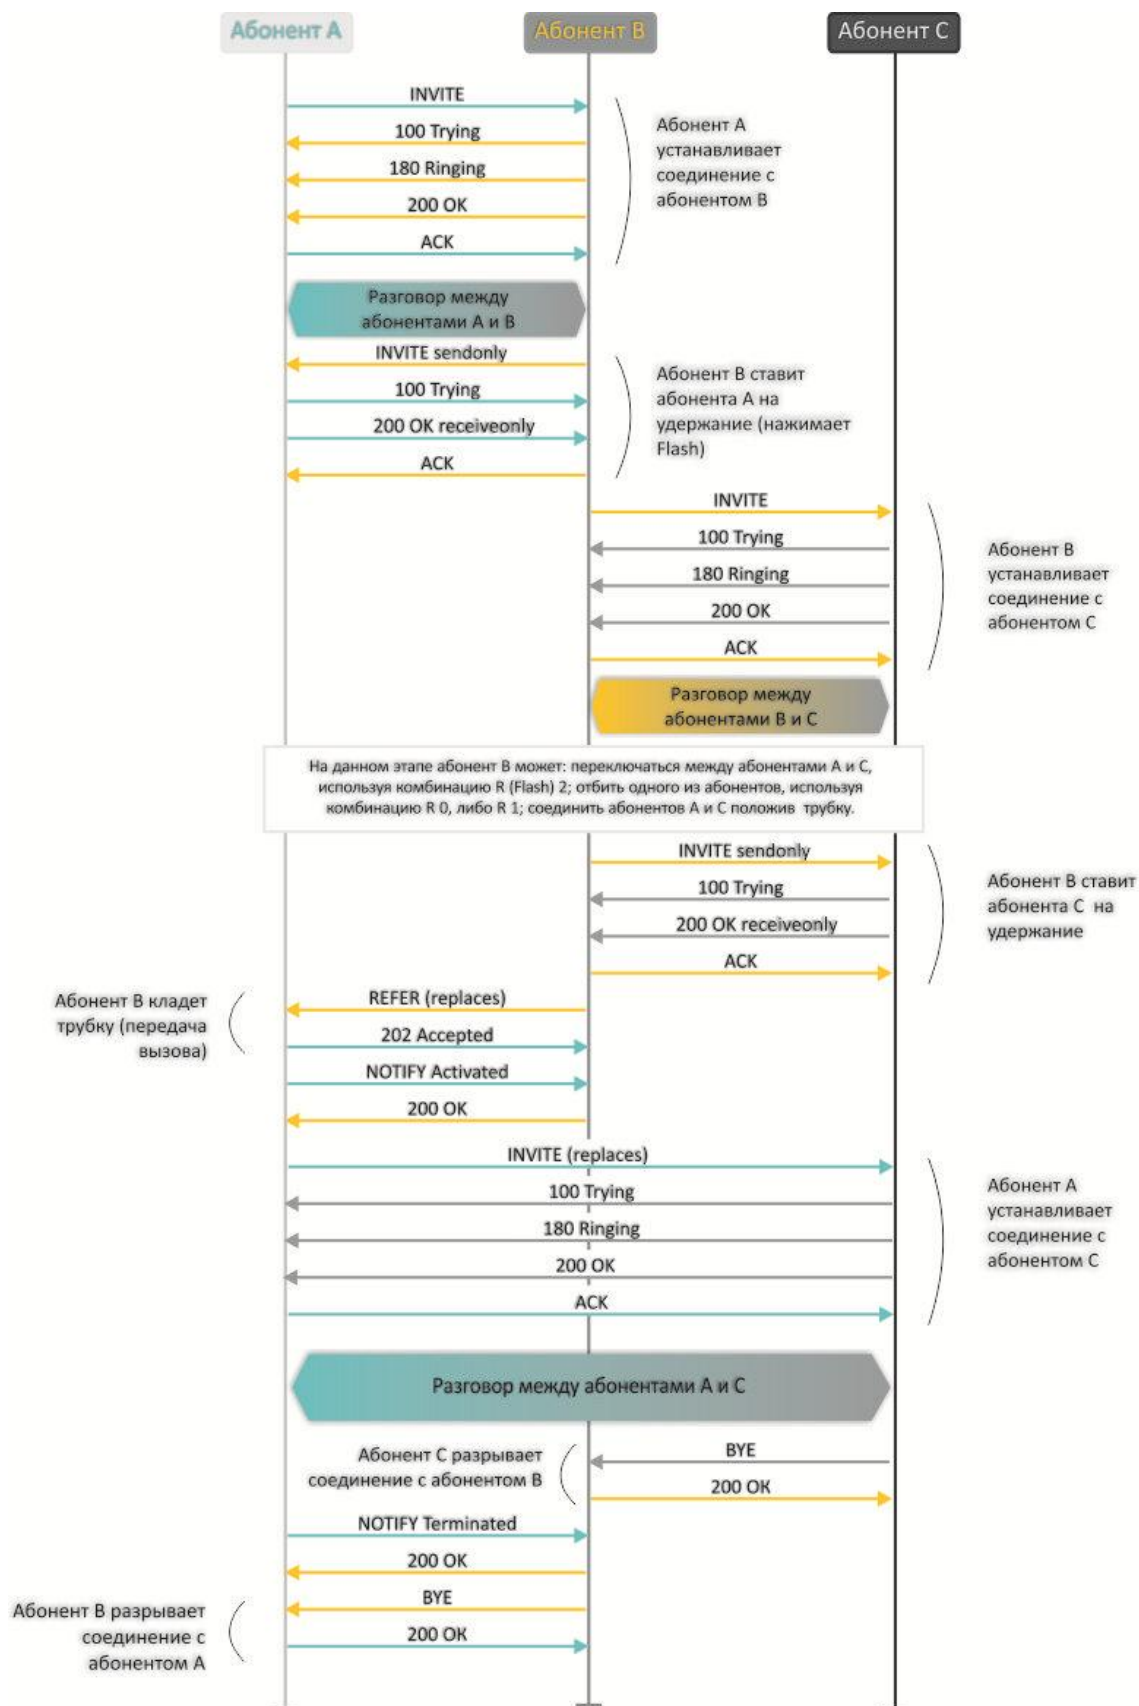 Абонент А
Абонент В
Абонент С
INVITE
100 Trying
180 Ringing
200 OK
ACK
Абонент А
устанавливает
соединение с
абонентом В
Разговор между
абонентами А и В
INVITE sendonly
100 Trying
200 OK receiveonly
ACK
Абонент В ставит
абонента А на
удержание (нажимает
Flash)
INVITE
100 Trying
180 Ringing
200 OK
ACK
Абонент В
устанавливает
соединение с
абонентом С
Разговор между
абонентами В и С
На данном этапе абонент В может: переключаться между абонентами А и С,
используя комбинацию R (Flash) 2; отбить одного из абонентов, используя
комбинацию R 0, либо R 1; соединить абонентов А и С положив трубку.
INVITE sendonly
100 Trying
200 OK receiveonly
ACK
Абонент В ставит
абонента С на
удержание
Абонент В кладет
трубку (передача
вызова)
REFER (replaces)
202 Accepted
NOTIFY Activated
200 OK
INVITE (replaces)
100 Trying
180 Ringing
200 OK
ACK
Абонент А
устанавливает
соединение с
абонентом С
Разговор между абонентами А и С
Абонент С разрывает
соединение с абонентом В
BYE
200 OK
NOTIFY Terminated
200 OK
BYE
200 OK
Абонент В разрывает
соединение с
абонентом А